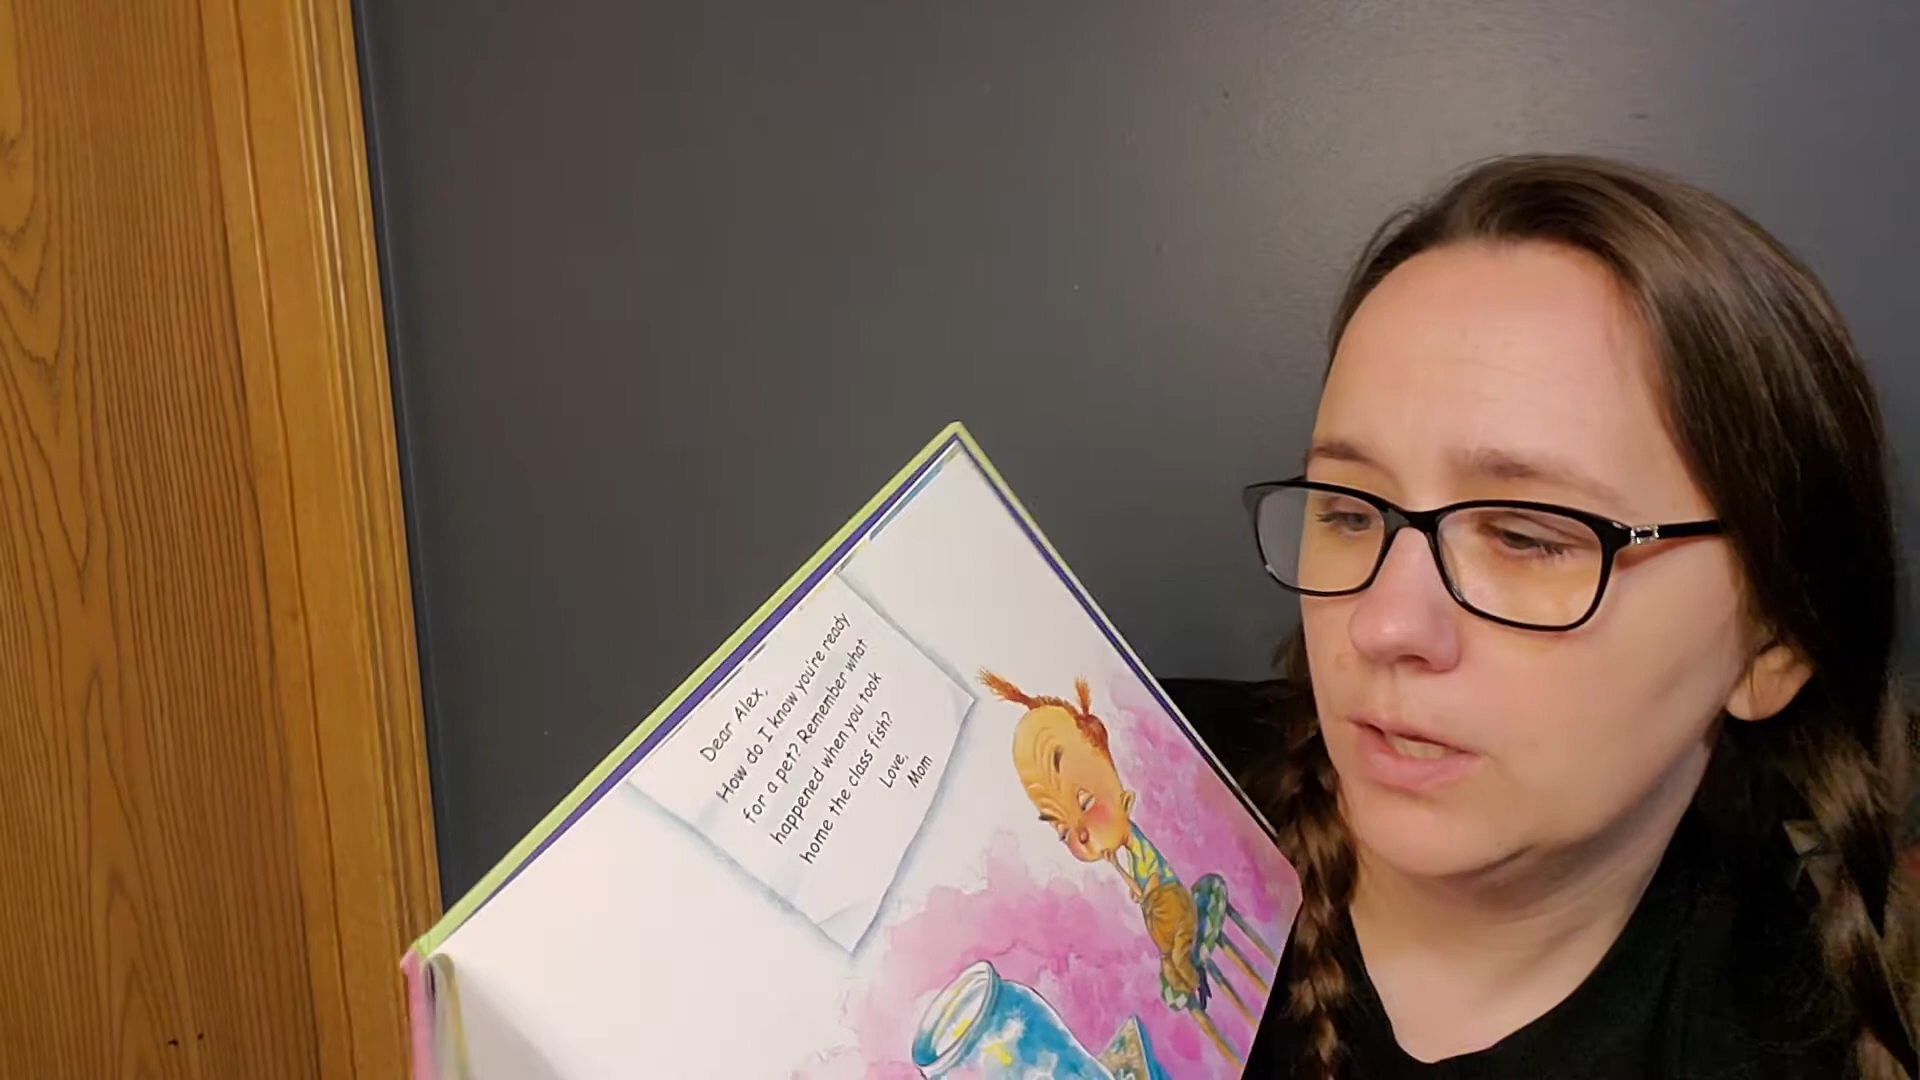 Dear Alex,
How do I know you're ready
for a pet? Remember what
happened when you took
home the class fish?
Love,
Mom